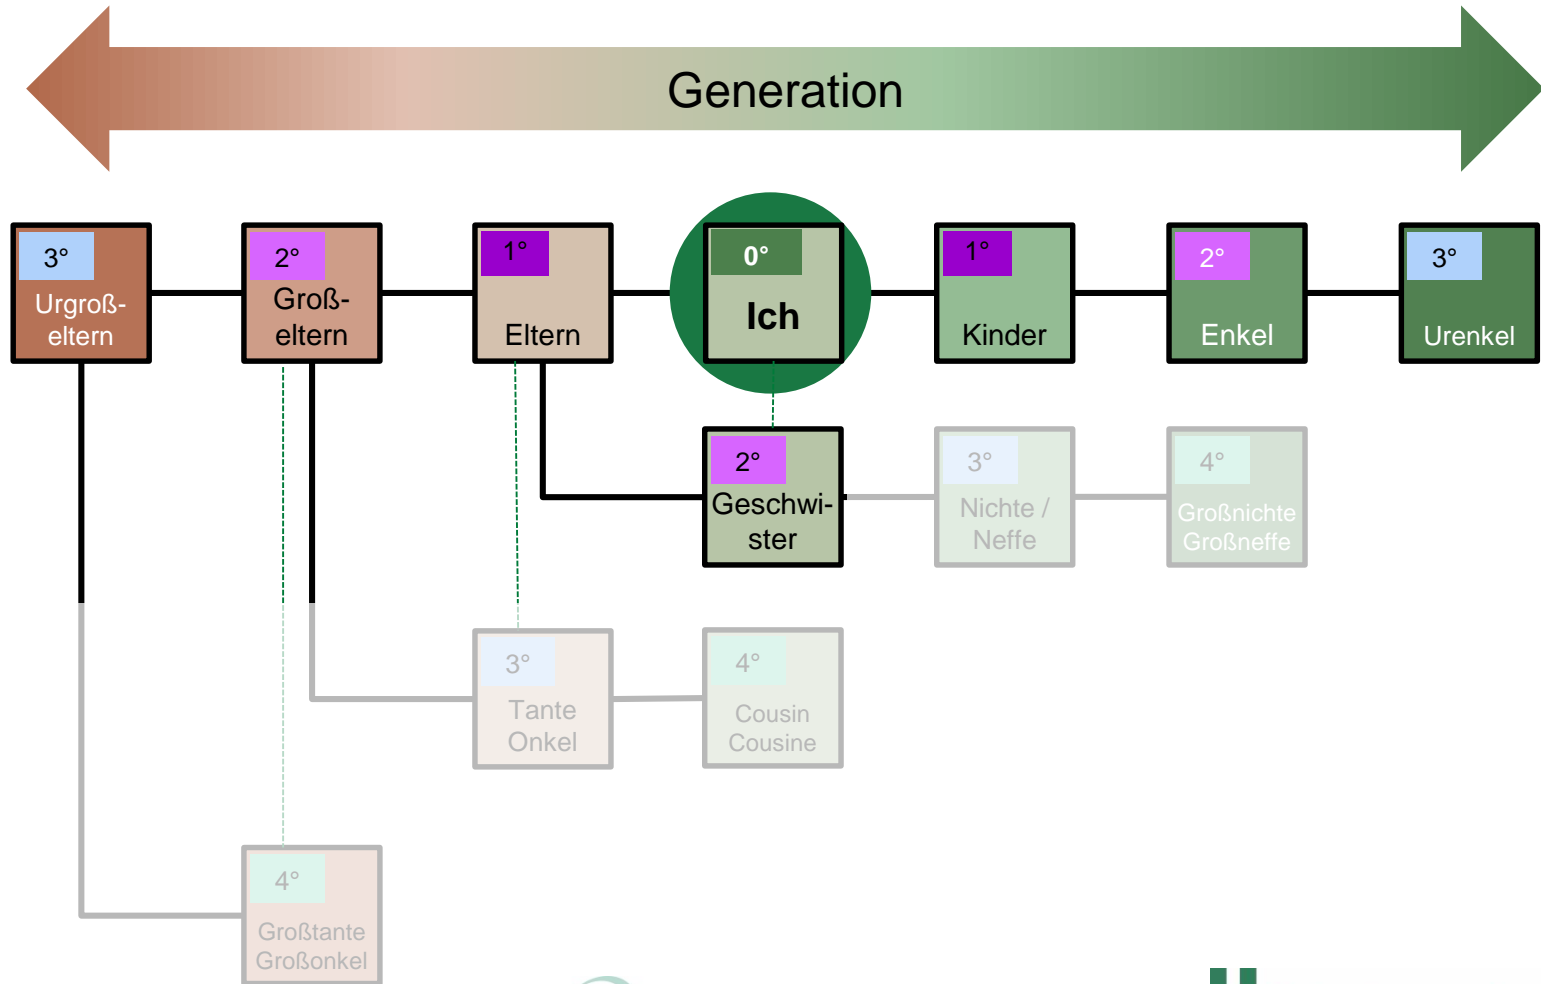 Generation
3°
Urgroß-
eltern
2°
Groß-
eltern
1°
Eltern
0°
Ich
1°
Kinder
2°
Enkel
3°
Urenkel
2°
Geschwi-
ster
3°
Nichte /
Neffe
4°
Großnichte
Großneffe
3°
Tante
Onkel
4°
Cousin
Cousine
4°
Großtante
Großonkel